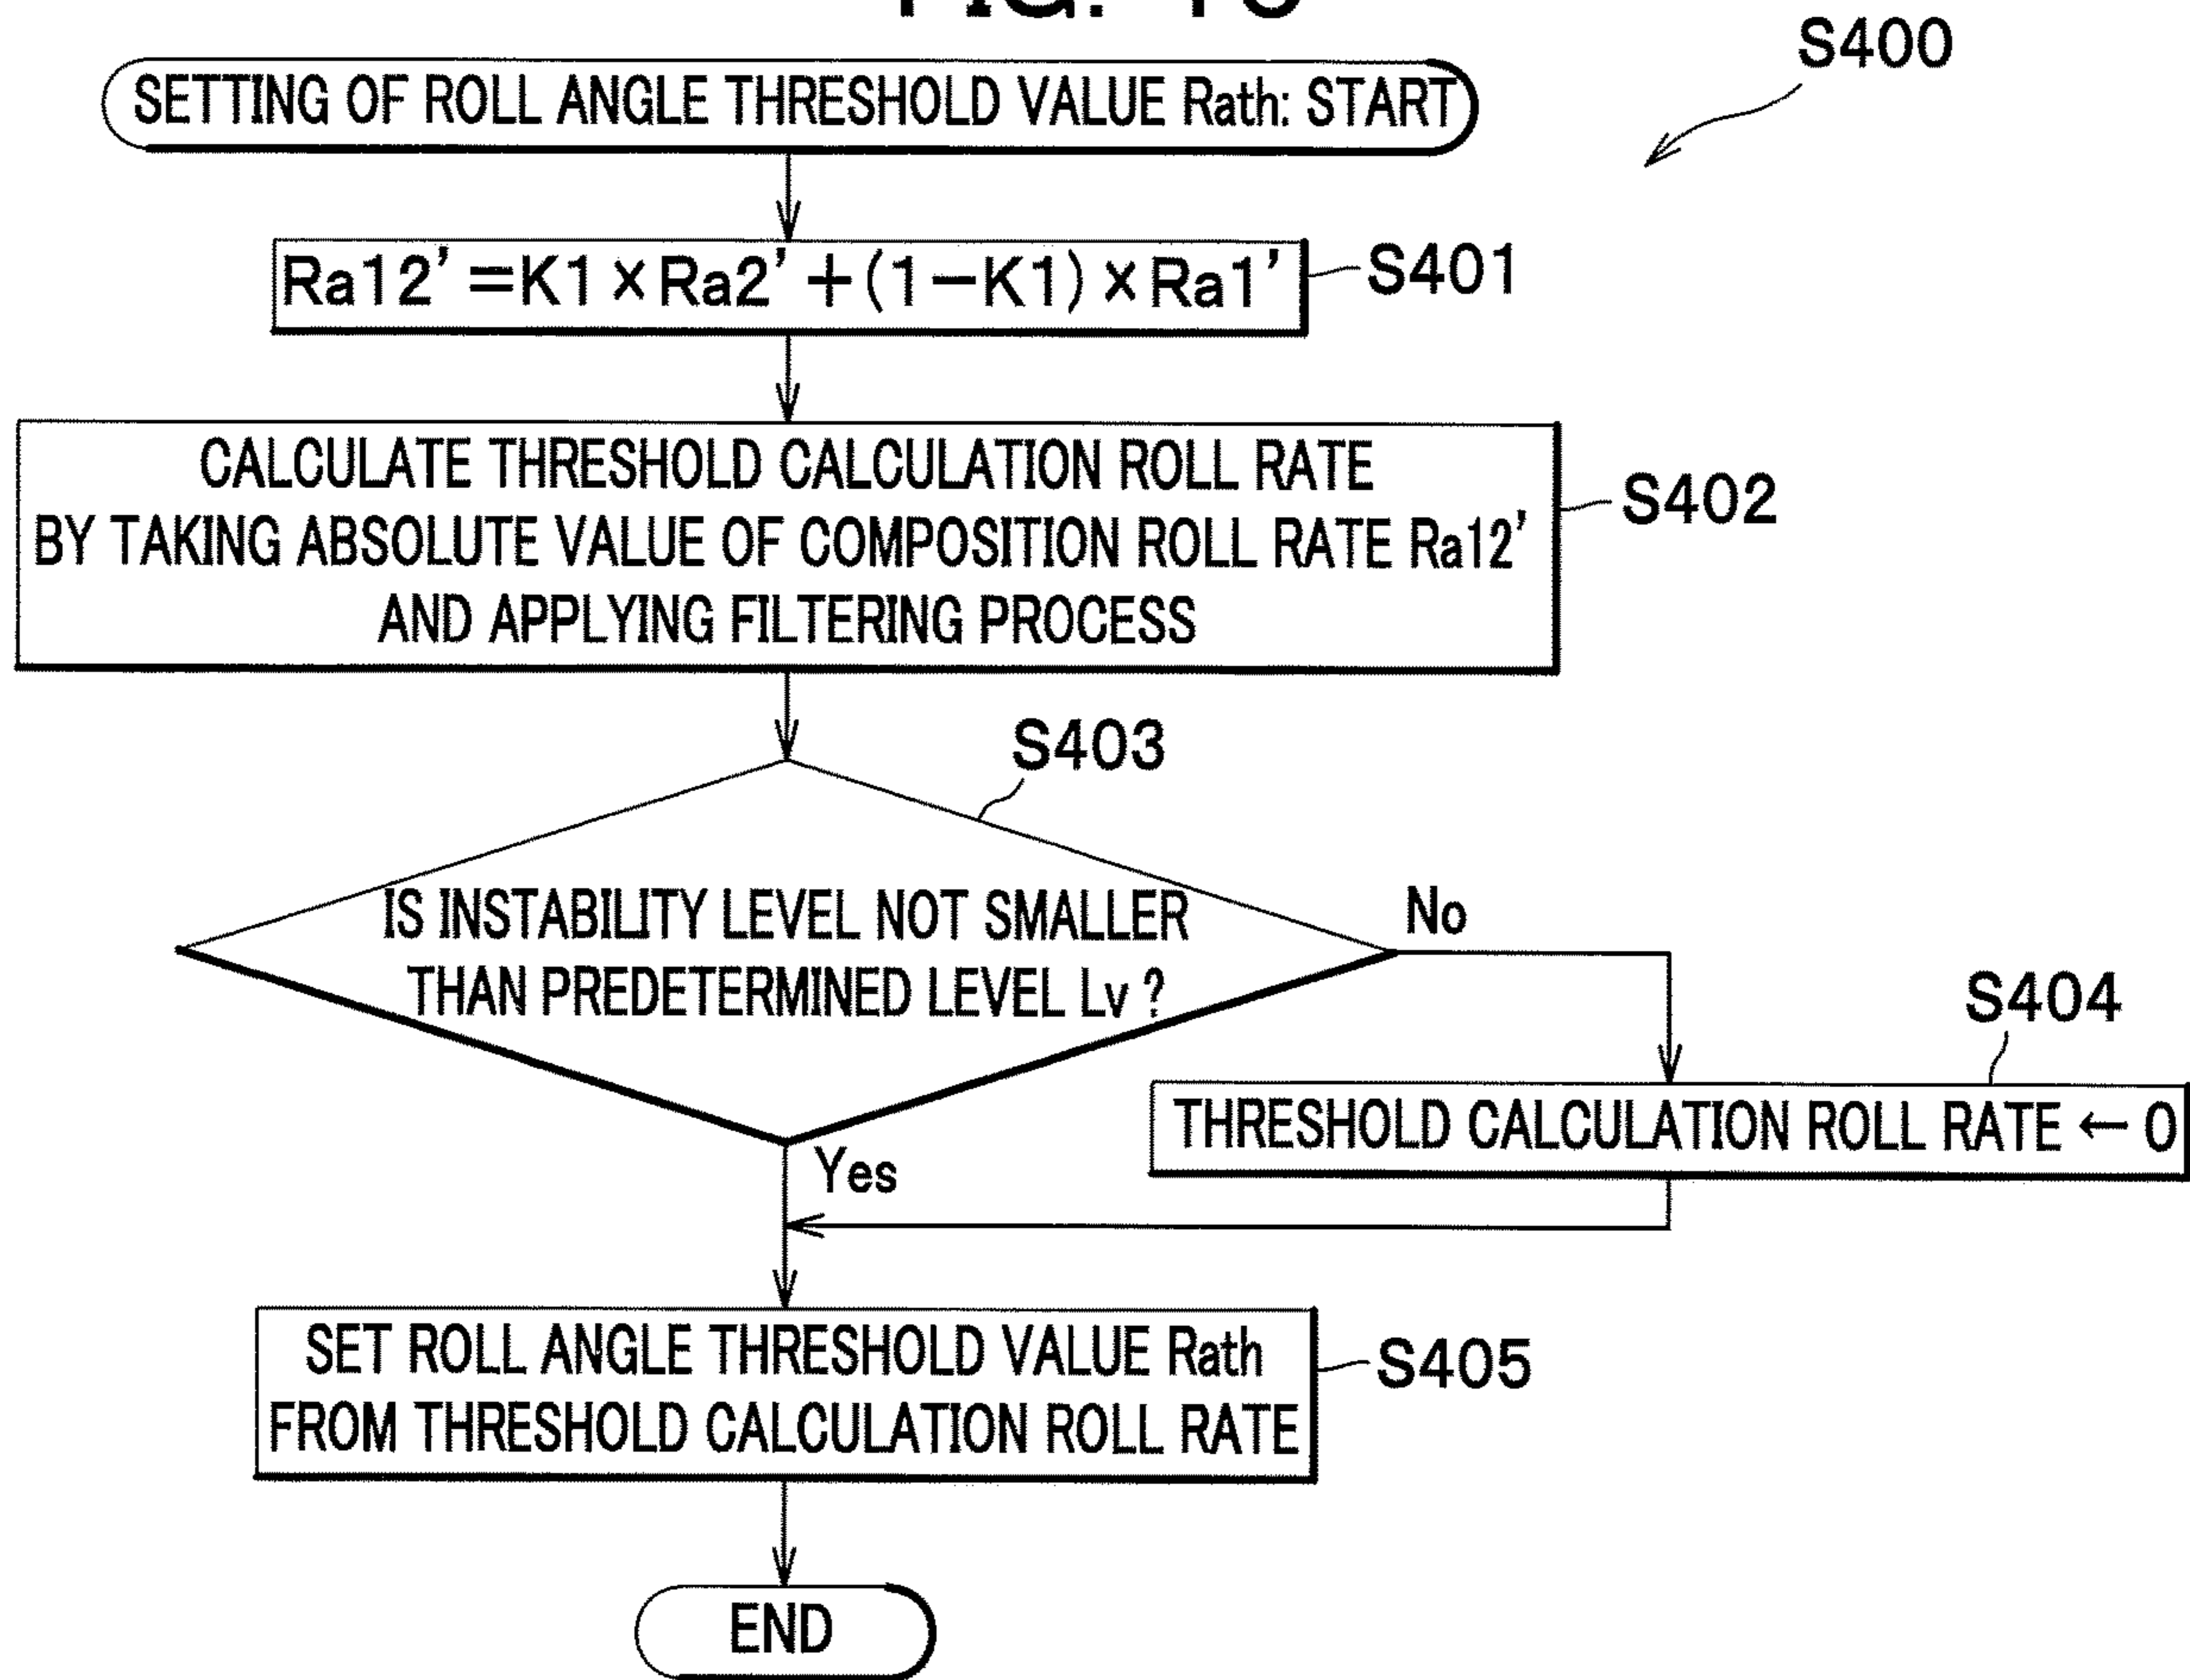 S400
SETTING OF ROLL ANGLE THRESHOLD VALUE Rath: START
Ra12' =K1 × Ra2' +(1−K1) × Ra1'
S401
CALCULATE THRESHOLD CALCULATION ROLL RATE
BY TAKING ABSOLUTE VALUE OF COMPOSITION ROLL RATE Ra12'
AND APPLYING FILTERING PROCESS
S402
S403
IS INSTABILITY LEVEL NOT SMALLER
THAN PREDETERMINED LEVEL Lv ?
No
S404
THRESHOLD CALCULATION ROLL RATE ← 0
Yes
SET ROLL ANGLE THRESHOLD VALUE Rath
FROM THRESHOLD CALCULATION ROLL RATE
S405
END